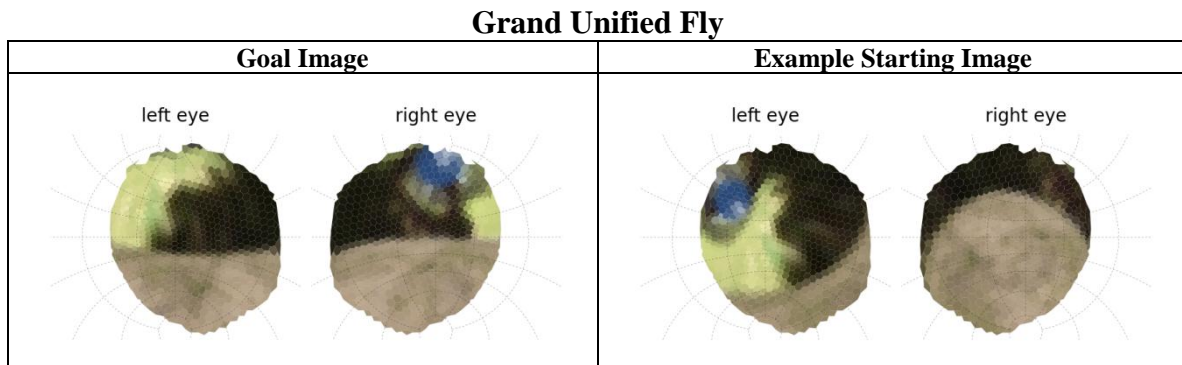 Grand Unified Fly
Goal Image Example Starting Image
left eye right eye left eye right eye